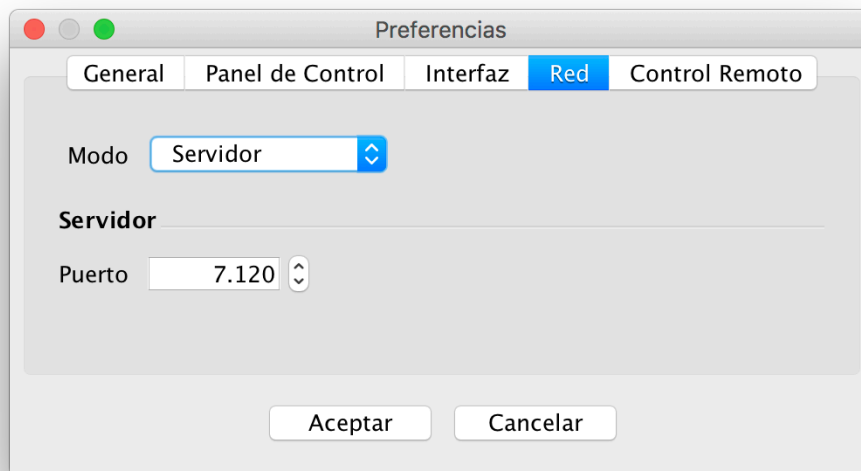 Preferencias
General Panel de Control Interfaz Red Control Remoto
Modo Servidor
Servidor
Puerto 7.120
Aceptar Cancelar